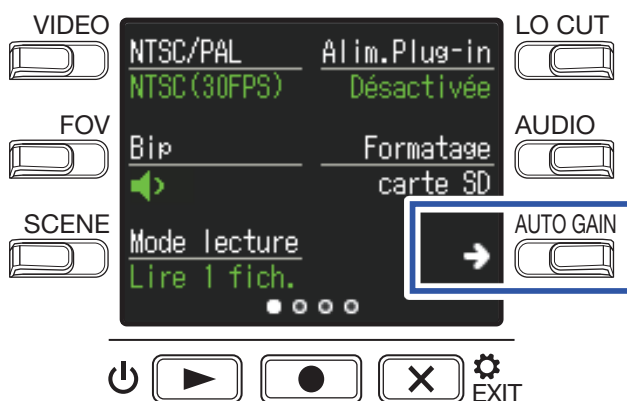 VIDEO
LO CUT
NTSC/PAL
Alim.Plug-in
NTSC(30FPS)
Désactivée
FOV
AUDIO
Bip
Formatage
carte SD
SCENE
AUTO GAIN
Mode lecture
Lire 1 fich.
EXIT